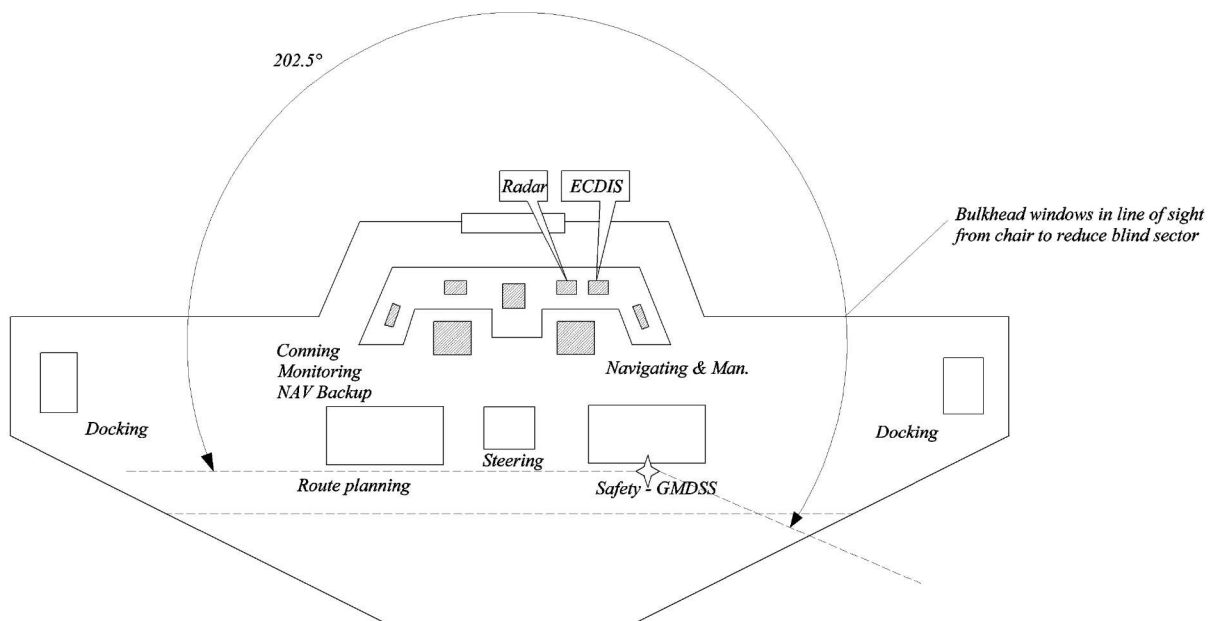 202.5°
Radar
ECDIS
Bulkhead windows in line of sight
from chair to reduce blind sector
Conning
Monitoring
NAV Backup
Navigating & Man.
Docking
Docking
Steering
Route planning
Safety - GMDSS